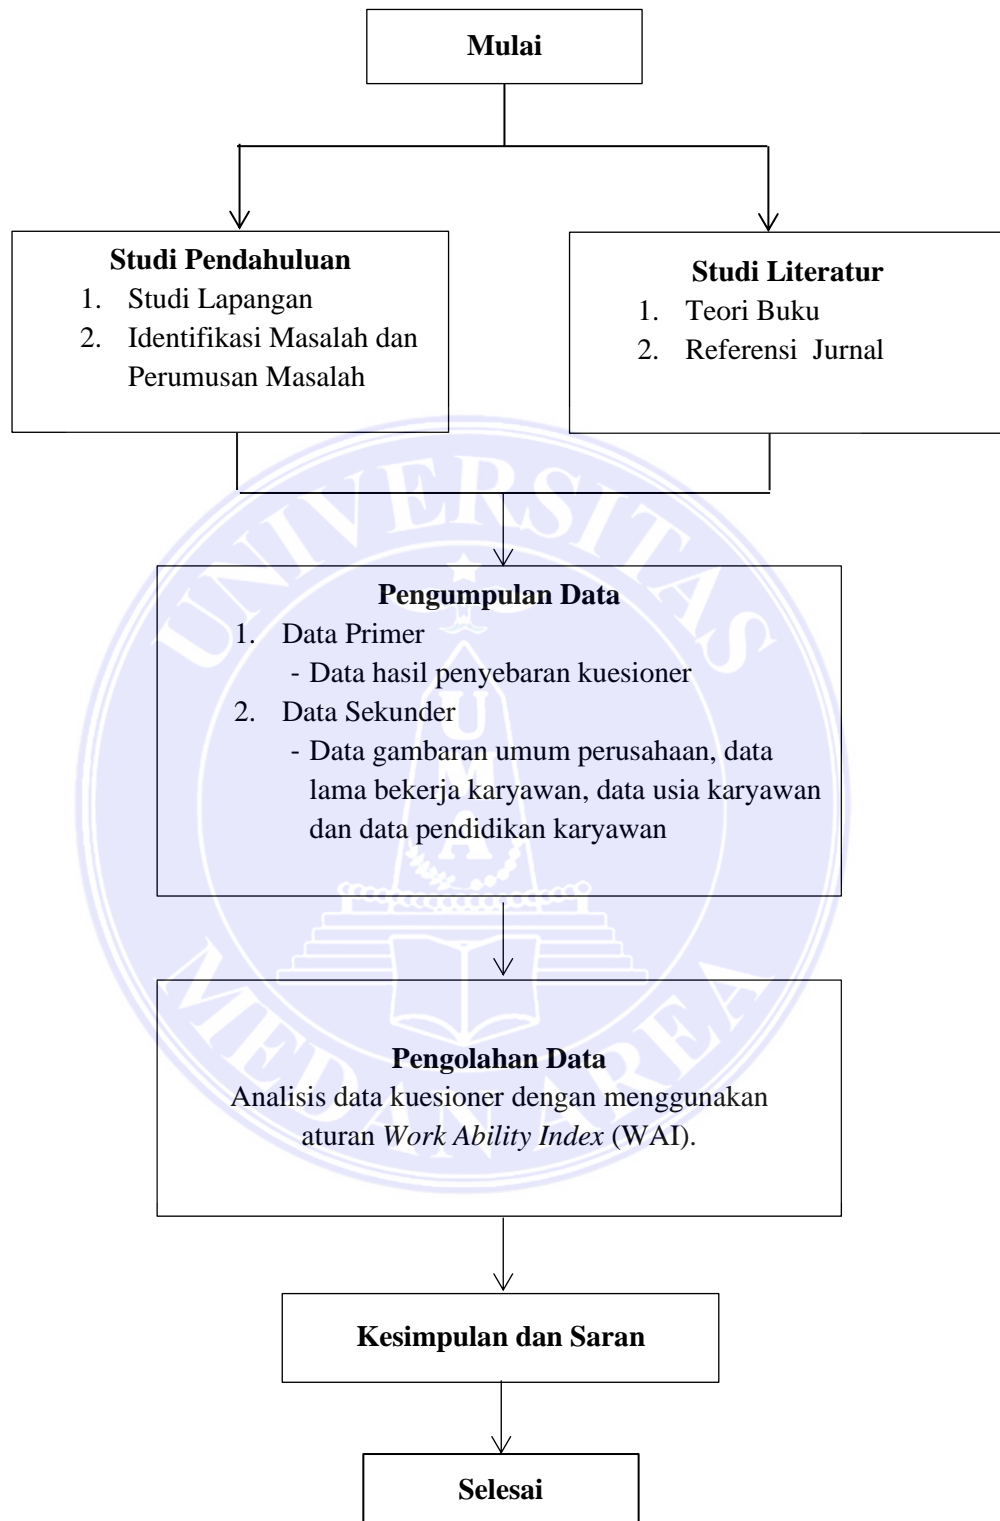 Mulai
Studi Pendahuluan
1. Studi Lapangan
2. Identifikasi Masalah dan
Perumusan Masalah
Studi Literatur
1. Teori Buku
2. Referensi Jurnal
Pengumpulan Data
1. Data Primer
- Data hasil penyebaran kuesioner
2. Data Sekunder
- Data gambaran umum perusahaan, data
lama bekerja karyawan, data usia karyawan
dan data pendidikan karyawan
Pengolahan Data
Analisis data kuesioner dengan menggunakan
aturan Work Ability Index (WAI).
Kesimpulan dan Saran
Selesai
UNIVERSITAS
MEDAN AREA
U
M
A